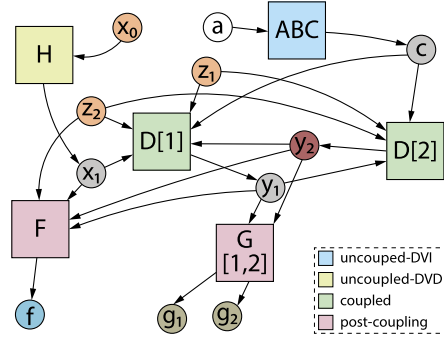 x₀
a
ABC
H
c
z₁
z₂
D[1]
y₂
D[2]
x₁
y₁
F
G
[1,2]
f
g₁
g₂
uncouped-DVI
uncoupled-DVD
coupled
post-coupling